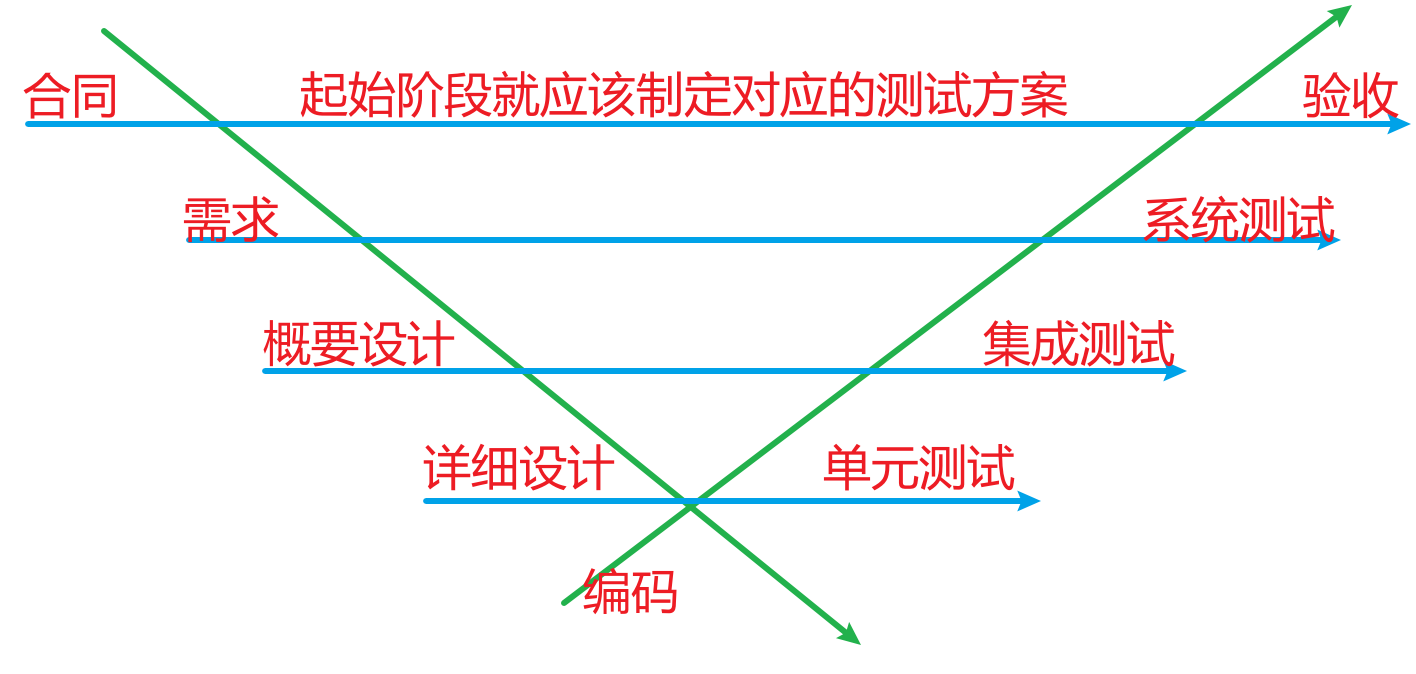 合同 起始阶段就应该制定对应的测试方案 验收
需求 系统测试
概要设计 集成测试
详细设计 单元测试
编码